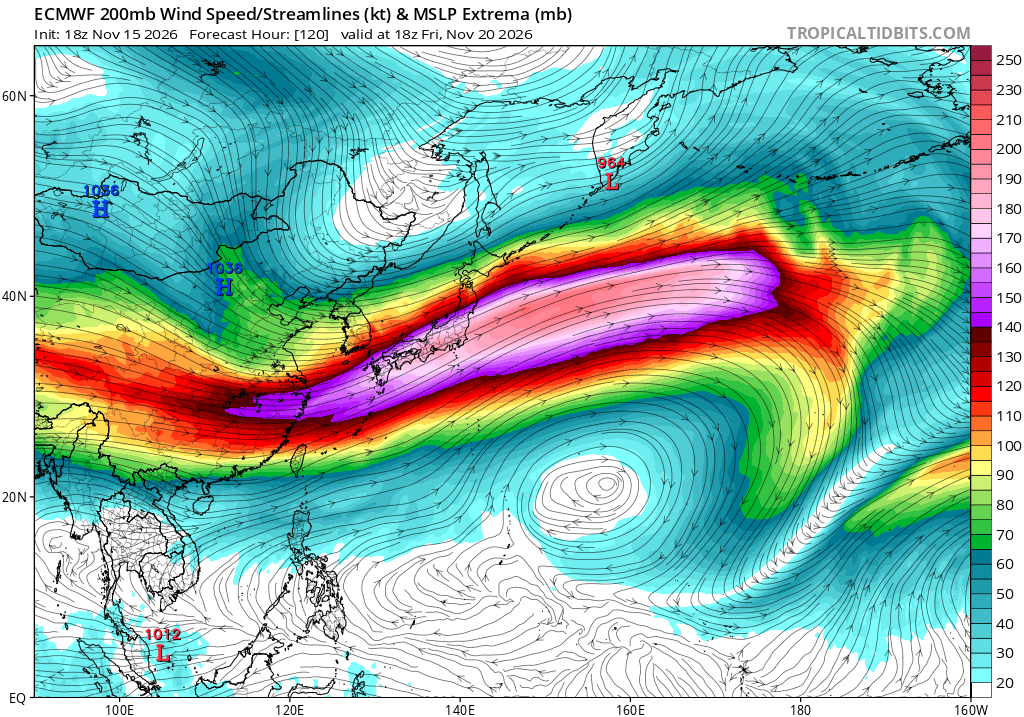 ECMWF 200mb Wind Speed/Streamlines (kt) & MSLP Extrema (mb)
Init: 18z Nov 15 2026 Forecast Hour: [120] valid at 18z Fri, Nov 20 2026
TROPICALTIDBITS.COM
60N
40N
20N
EQ
964
L
1036
H
1036
H
1012
L
100E
120E
140E
160E
180
160W
250
230
210
200
190
180
170
160
150
140
130
120
110
100
90
80
70
60
50
40
30
20